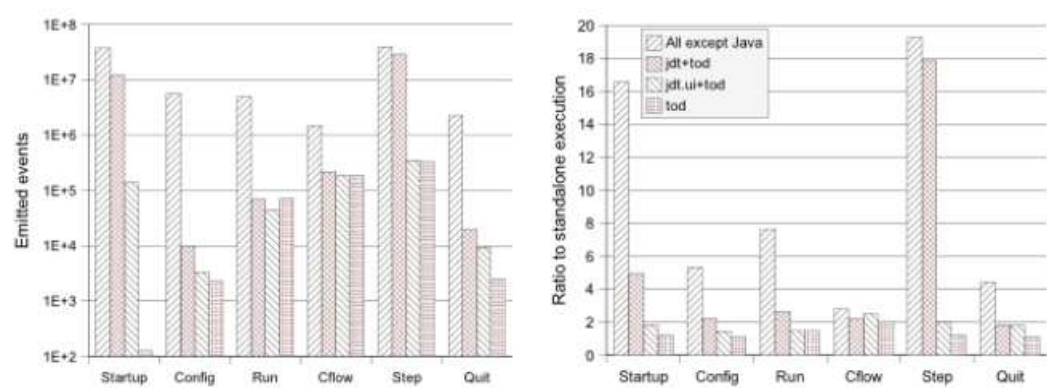 Emitted events
1E+8
1E+7
1E+6
1E+5
1E+4
1E+3
1E+2
Startup Config Run Cflow Step Quit
Ratio to standalone execution
20
18
16
14
12
10
8
6
4
2
0
All except Java
jdt+tod
jdt.ui+tod
tod
Startup Config Run Cflow Step Quit